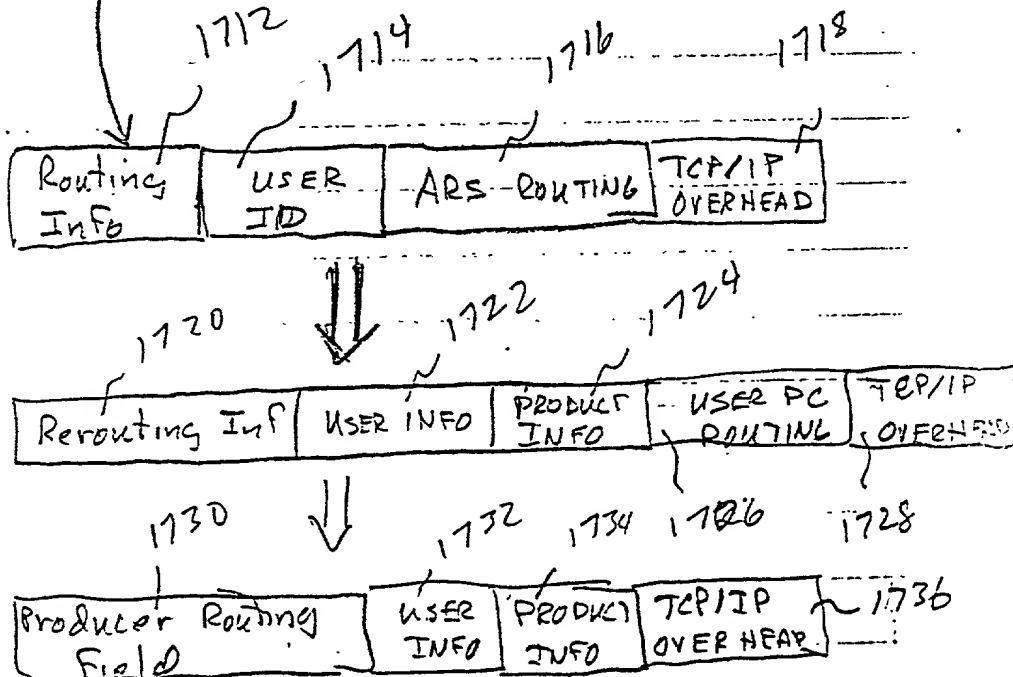 1712
1714
1716
1718
Routing
Info
USER
ID
ARS ROUTING
TCP/IP
OVERHEAD
1720
1722
1724
Rerouting Inf
USER INFO
PRODUCT
INFO
USER PC
ROUTING
TCP/IP
OVERHEAD
1730
1732
1734
1726
1728
Producer Routing
Field
USER
INFO
PRODUCT
INFO
TCP/IP
OVERHEAD
1736